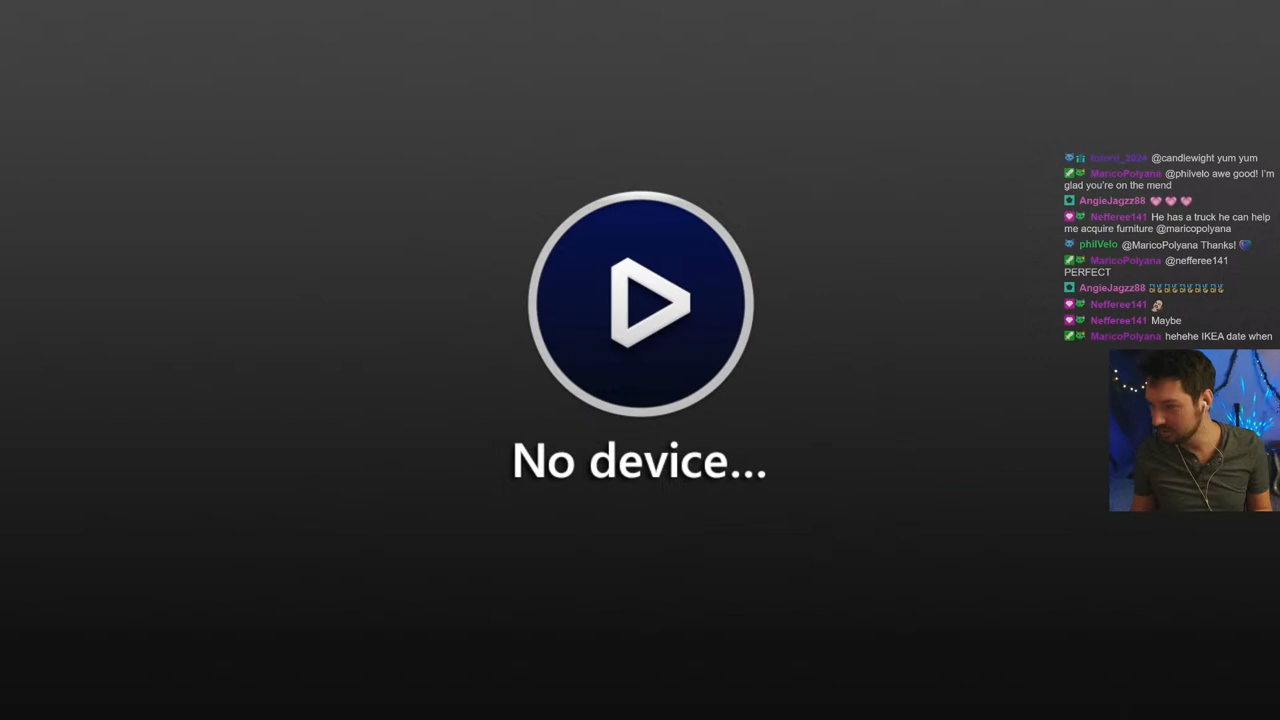 totoro_2924 @candlewight yum yum
MaricoPolyana @philvelo awe good! I'm
glad you're on the mend
AngieJagzz88
Nefferee141 He has a truck he can help
me acquire furniture @maricopolyana
philVelo @MaricoPolyana Thanks!
MaricoPolyana @nefferee141
PERFECT
AngieJagzz88
Nefferee141
Nefferee141 Maybe
MaricoPolyana hehehe IKEA date when
No device...